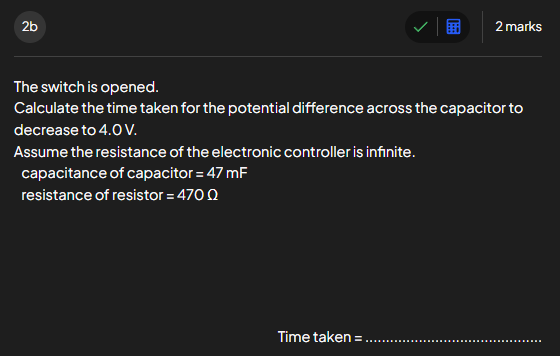 2b
2 marks
The switch is opened.
Calculate the time taken for the potential difference across the capacitor to
decrease to 4.0 V.
Assume the resistance of the electronic controller is infinite.
capacitance of capacitor = 47 mF
resistance of resistor = 470 Ω
Time taken = ..........................................